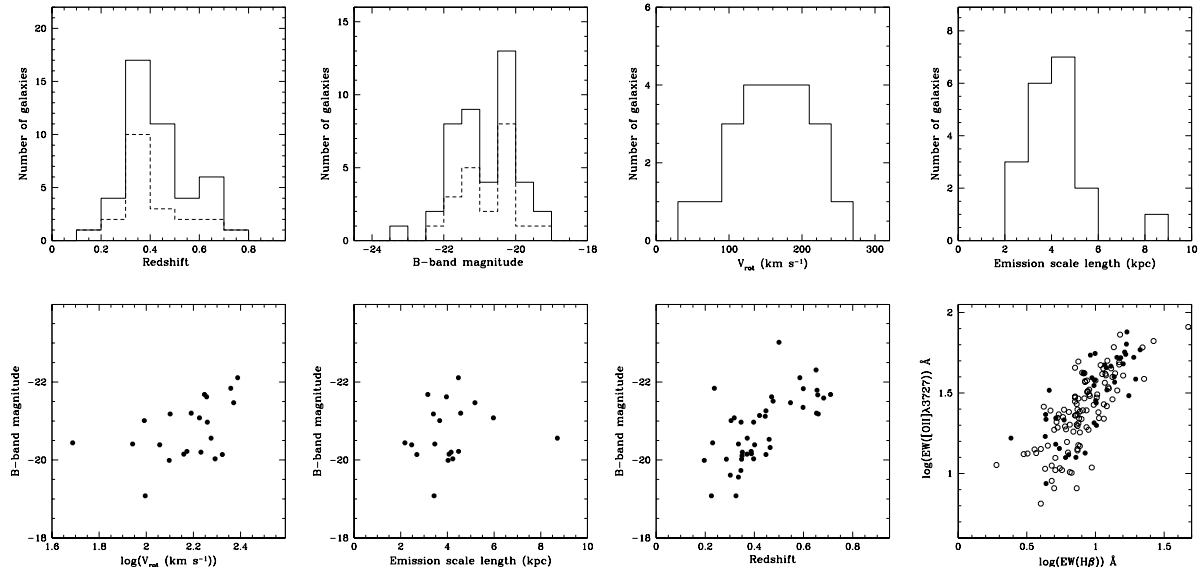 Number of galaxies
20
15
10
5
0
0 0.2 0.4 0.6 0.8
Redshift
Number of galaxies
15
10
5
0
−24 −22 −20 −18
B-band magnitude
Number of galaxies
6
4
2
0
0 100 200 300
V_rot (km s⁻¹)
Number of galaxies
8
6
4
2
0
0 2 4 6 8 10
Emission scale length (kpc)
B-band magnitude
-22
-20
-18
1.6 1.8 2 2.2 2.4
log(V_rot (km s⁻¹))
B-band magnitude
-22
-20
-18
0 2 4 6 8 10
Emission scale length (kpc)
B-band magnitude
-22
-20
-18
0 0.2 0.4 0.6 0.8
Redshift
log(EW([OII]λ3727)) Å
2
1.5
1
0 0.5 1 1.5
log(EW(Hβ)) Å